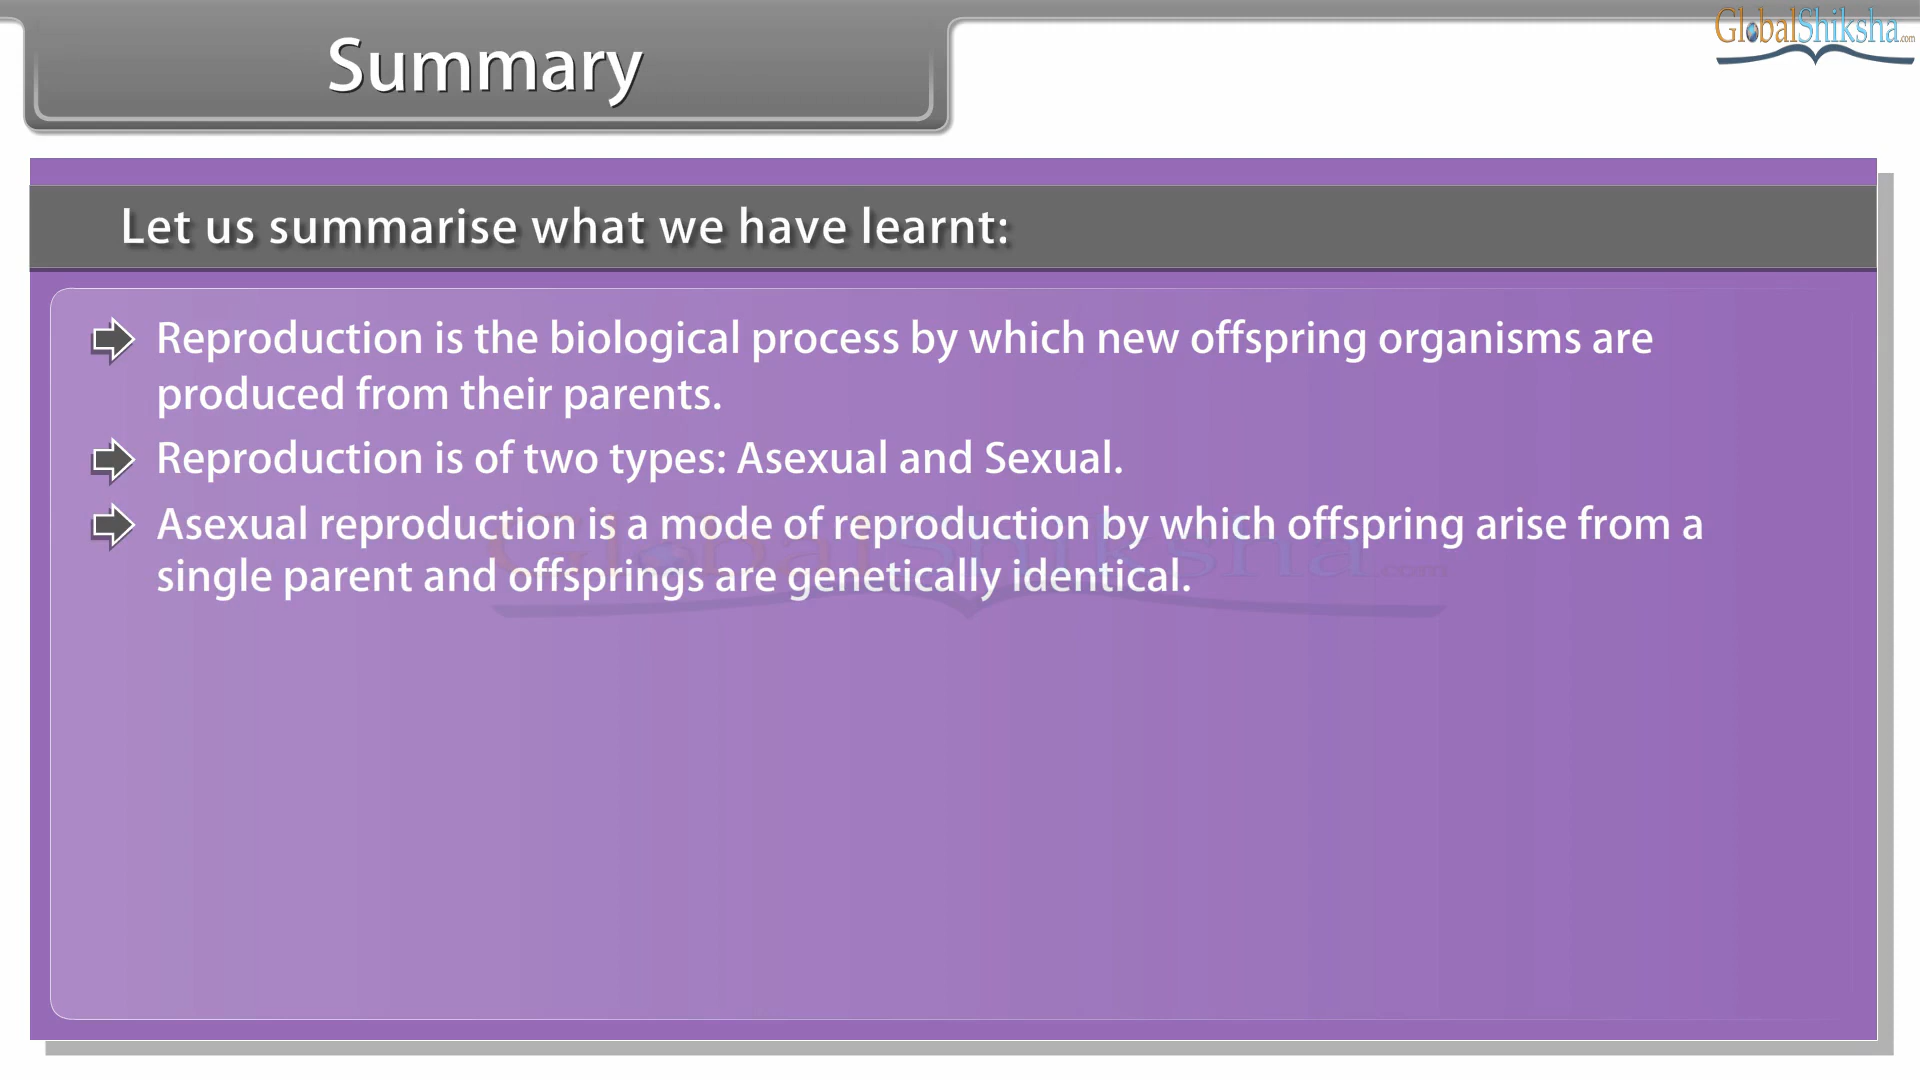 Summary
GlobalShiksha.com
Let us summarise what we have learnt:
Reproduction is the biological process by which new offspring organisms are
produced from their parents.
Reproduction is of two types: Asexual and Sexual.
Asexual reproduction is a mode of reproduction by which offspring arise from a
single parent and offsprings are genetically identical.
GlobalShiksha.com